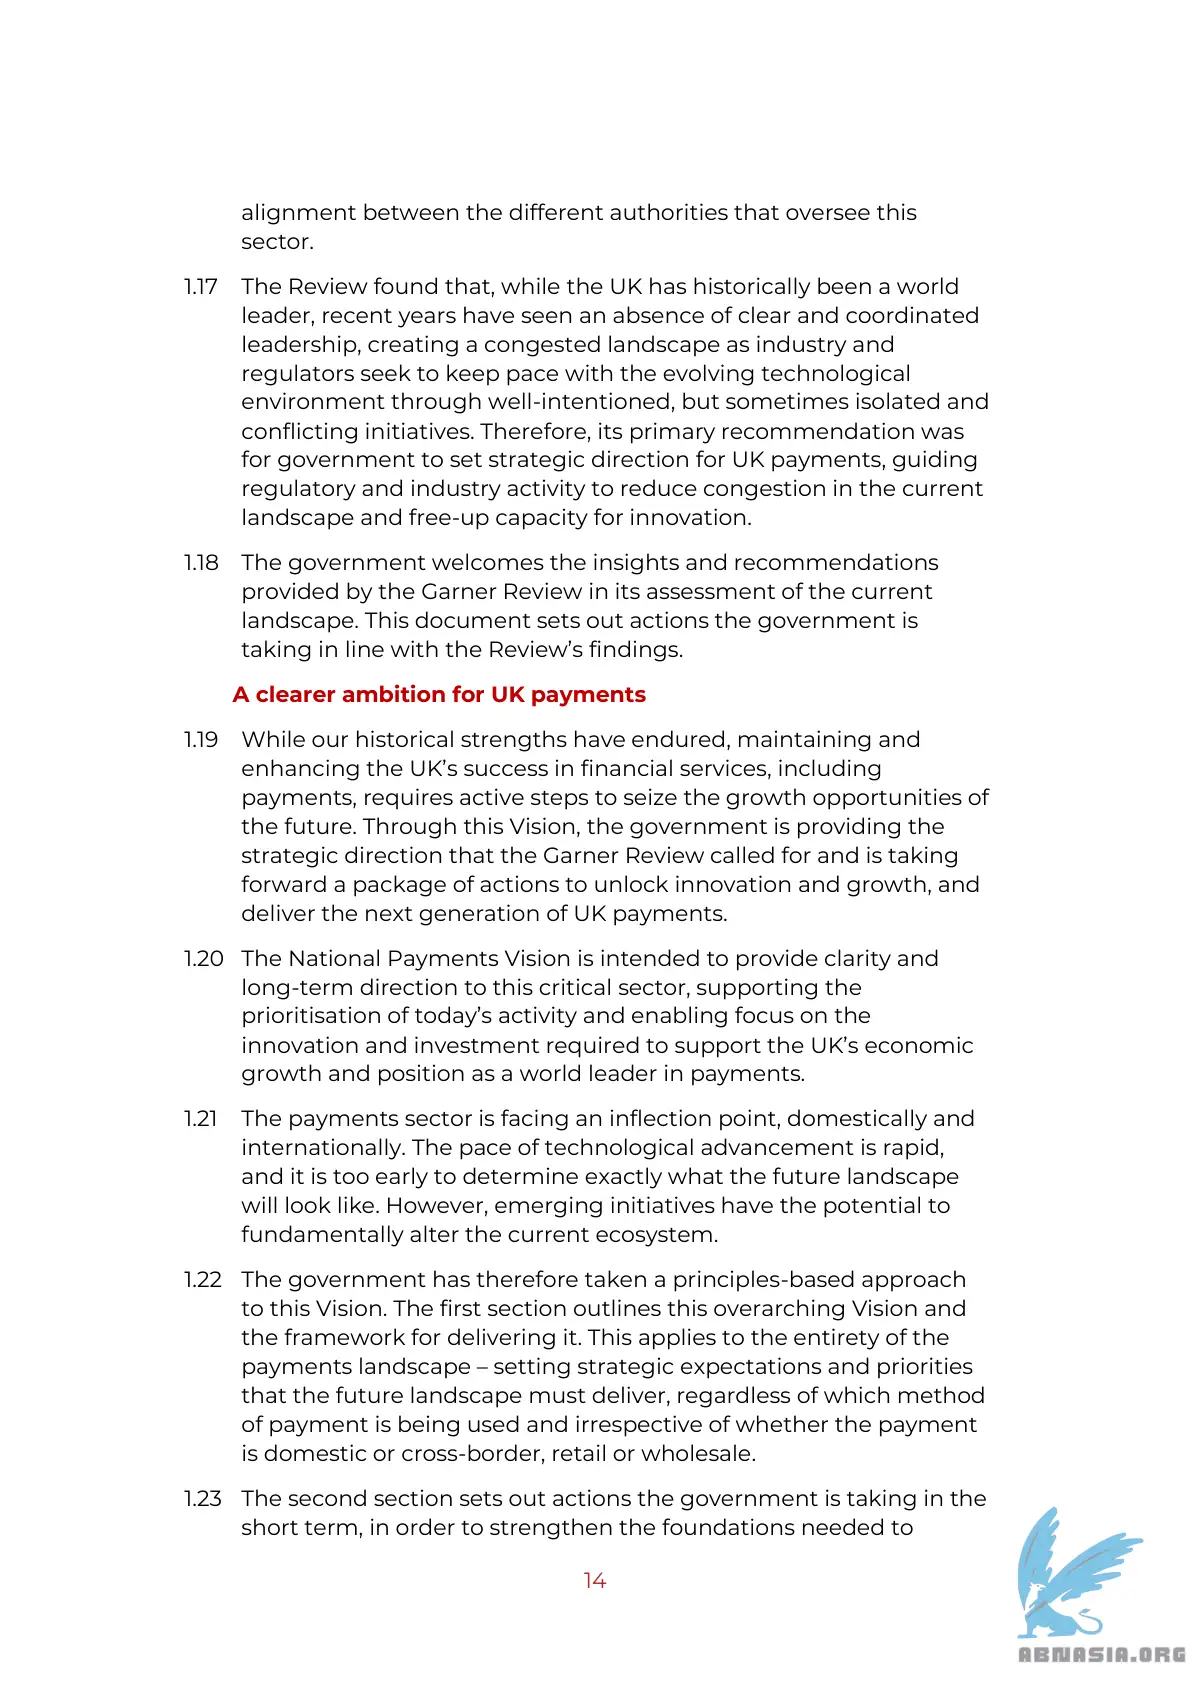 alignment between the different authorities that oversee this
sector.
1.17 The Review found that, while the UK has historically been a world
leader, recent years have seen an absence of clear and coordinated
leadership, creating a congested landscape as industry and
regulators seek to keep pace with the evolving technological
environment through well-intentioned, but sometimes isolated and
conflicting initiatives. Therefore, its primary recommendation was
for government to set strategic direction for UK payments, guiding
regulatory and industry activity to reduce congestion in the current
landscape and free-up capacity for innovation.
1.18 The government welcomes the insights and recommendations
provided by the Garner Review in its assessment of the current
landscape. This document sets out actions the government is
taking in line with the Review’s findings.
A clearer ambition for UK payments
1.19 While our historical strengths have endured, maintaining and
enhancing the UK’s success in financial services, including
payments, requires active steps to seize the growth opportunities of
the future. Through this Vision, the government is providing the
strategic direction that the Garner Review called for and is taking
forward a package of actions to unlock innovation and growth, and
deliver the next generation of UK payments.
1.20 The National Payments Vision is intended to provide clarity and
long-term direction to this critical sector, supporting the
prioritisation of today’s activity and enabling focus on the
innovation and investment required to support the UK’s economic
growth and position as a world leader in payments.
1.21 The payments sector is facing an inflection point, domestically and
internationally. The pace of technological advancement is rapid,
and it is too early to determine exactly what the future landscape
will look like. However, emerging initiatives have the potential to
fundamentally alter the current ecosystem.
1.22 The government has therefore taken a principles-based approach
to this Vision. The first section outlines this overarching Vision and
the framework for delivering it. This applies to the entirety of the
payments landscape – setting strategic expectations and priorities
that the future landscape must deliver, regardless of which method
of payment is being used and irrespective of whether the payment
is domestic or cross-border, retail or wholesale.
1.23 The second section sets out actions the government is taking in the
short term, in order to strengthen the foundations needed to
14
ABNASIA.ORG